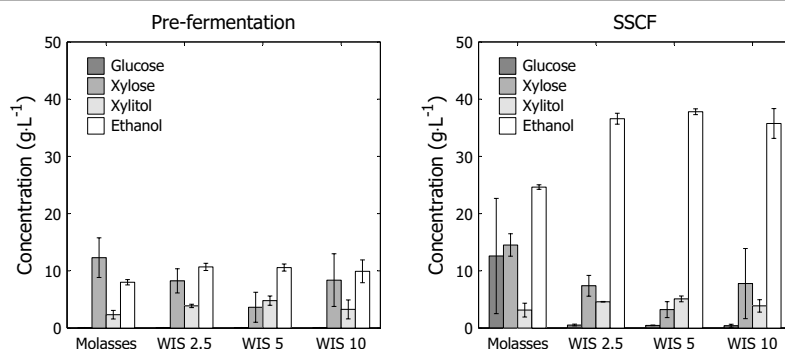 Pre-fermentation
50
40
30
20
10
0
Concentration (g·L⁻¹)
Glucose
Xylose
Xylitol
Ethanol
Molasses WIS 2.5 WIS 5 WIS 10
SSCF
50
40
30
20
10
0
Concentration (g·L⁻¹)
Glucose
Xylose
Xylitol
Ethanol
Molasses WIS 2.5 WIS 5 WIS 10